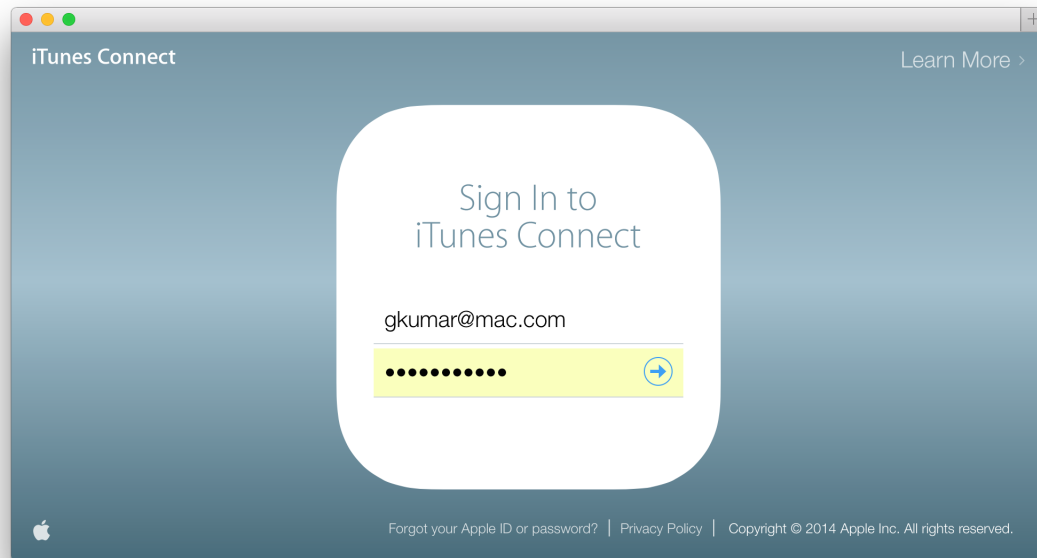 iTunes Connect
Learn More >
Sign In to
iTunes Connect
gkumar@mac.com
•••••••••••
Forgot your Apple ID or password? | Privacy Policy | Copyright © 2014 Apple Inc. All rights reserved.